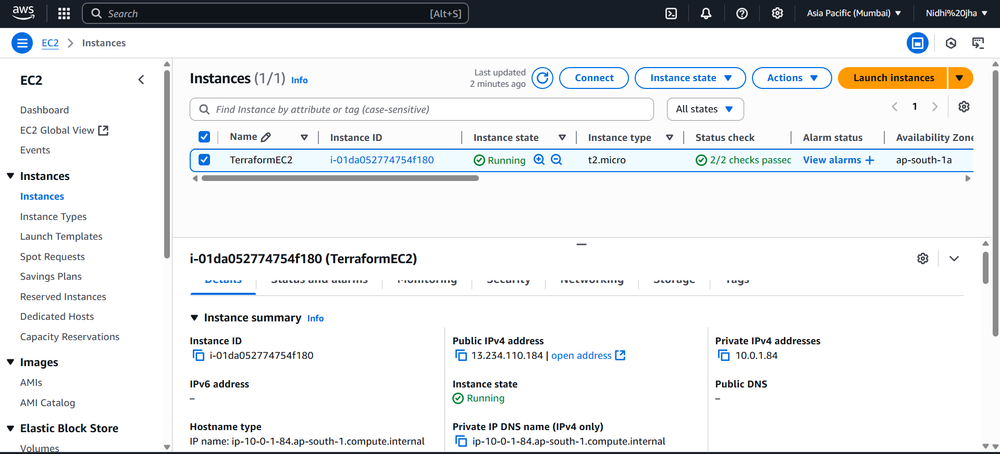 aws
Search [Alt+S]
Asia Pacific (Mumbai) Nidhi%20jha
EC2 Instances
EC2
Dashboard
EC2 Global View
Events
Instances
Instances
Instance Types
Launch Templates
Spot Requests
Savings Plans
Reserved Instances
Dedicated Hosts
Capacity Reservations
Images
AMIs
AMI Catalog
Elastic Block Store
Volumes
Instances (1/1) Info
Last updated
2 minutes ago
Connect
Instance state
Actions
Launch instances
Find Instance by attribute or tag (case-sensitive)
All states
1
Name Instance ID Instance state Instance type Status check Alarm status Availability Zone
TerraformEC2 i-01da052774754f180 Running t2.micro 2/2 checks passed View alarms + ap-south-1a
i-01da052774754f180 (TerraformEC2)
Details Status and alarms Monitoring Security Networking Storage Tags
Instance summary Info
Instance ID
i-01da052774754f180
Public IPv4 address
13.234.110.184 | open address
Private IPv4 addresses
10.0.1.84
IPv6 address
–
Instance state
Running
Public DNS
–
Hostname type
IP name: ip-10-0-1-84.ap-south-1.compute.internal
Private IP DNS name (IPv4 only)
ip-10-0-1-84.ap-south-1.compute.internal